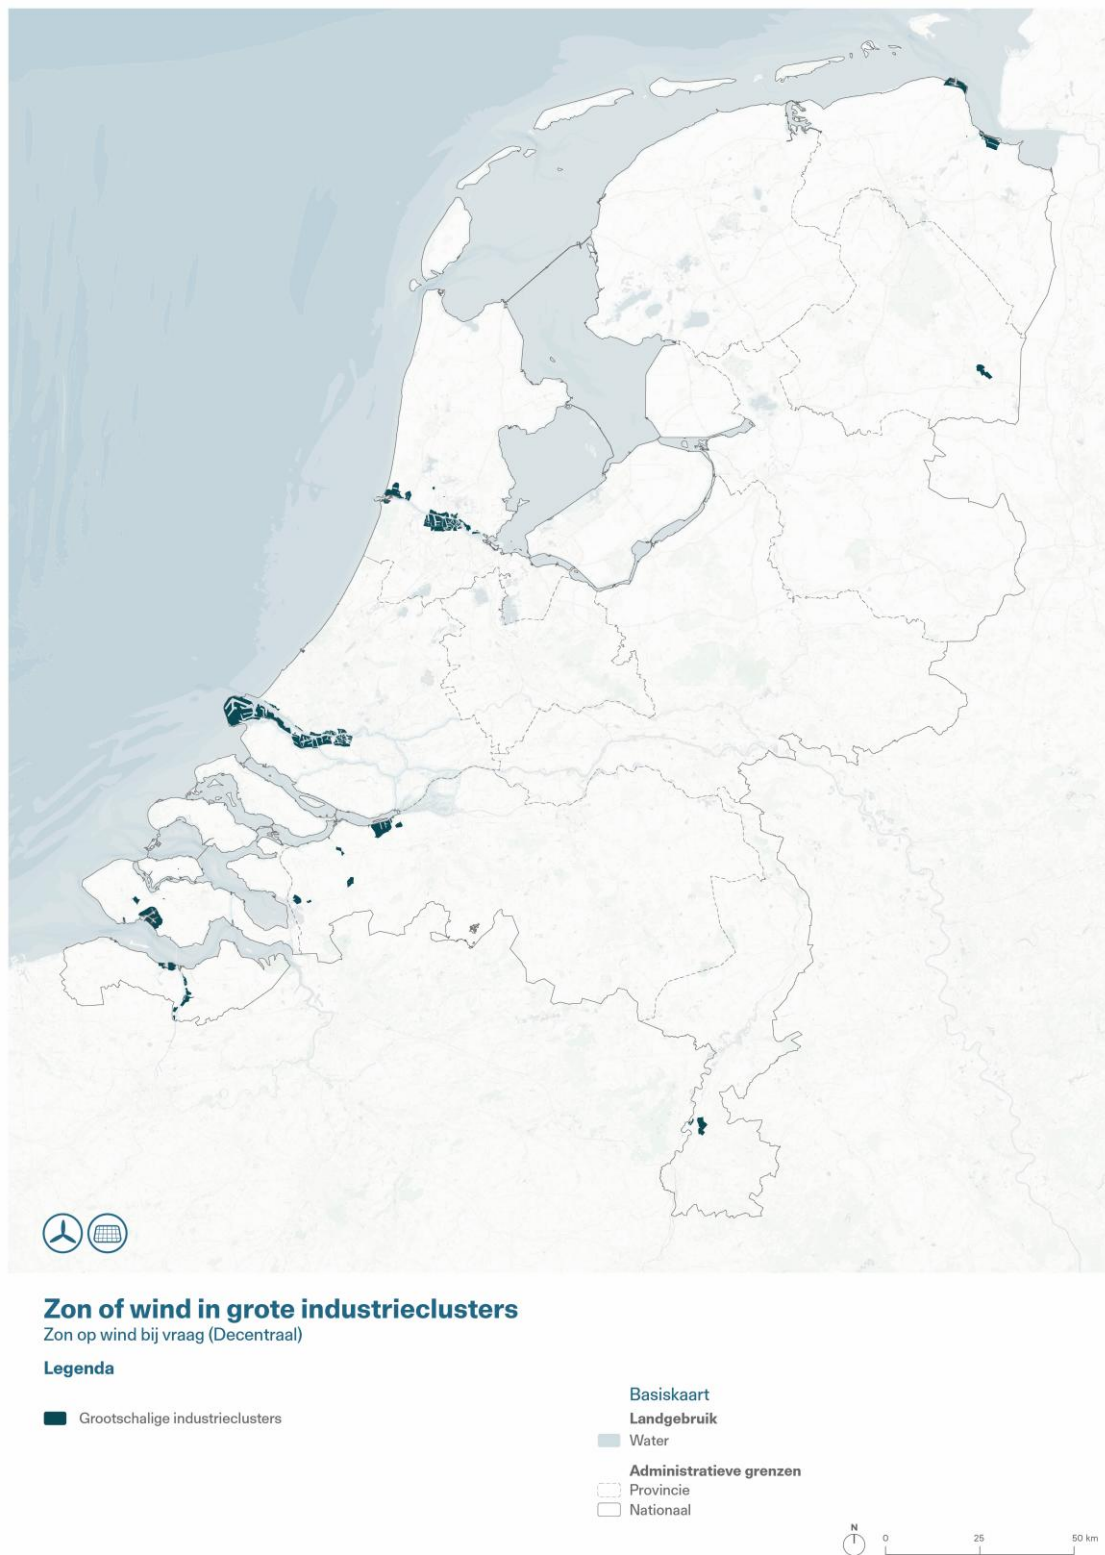 Zon of wind in grote industrieclusters
Zon op wind bij vraag (Decentraal)
Legenda
Grootschalige industrieclusters
Basiskaart
Landgebruik
Water
Administratieve grenzen
Provincie
Nationaal
N
0 25 50 km